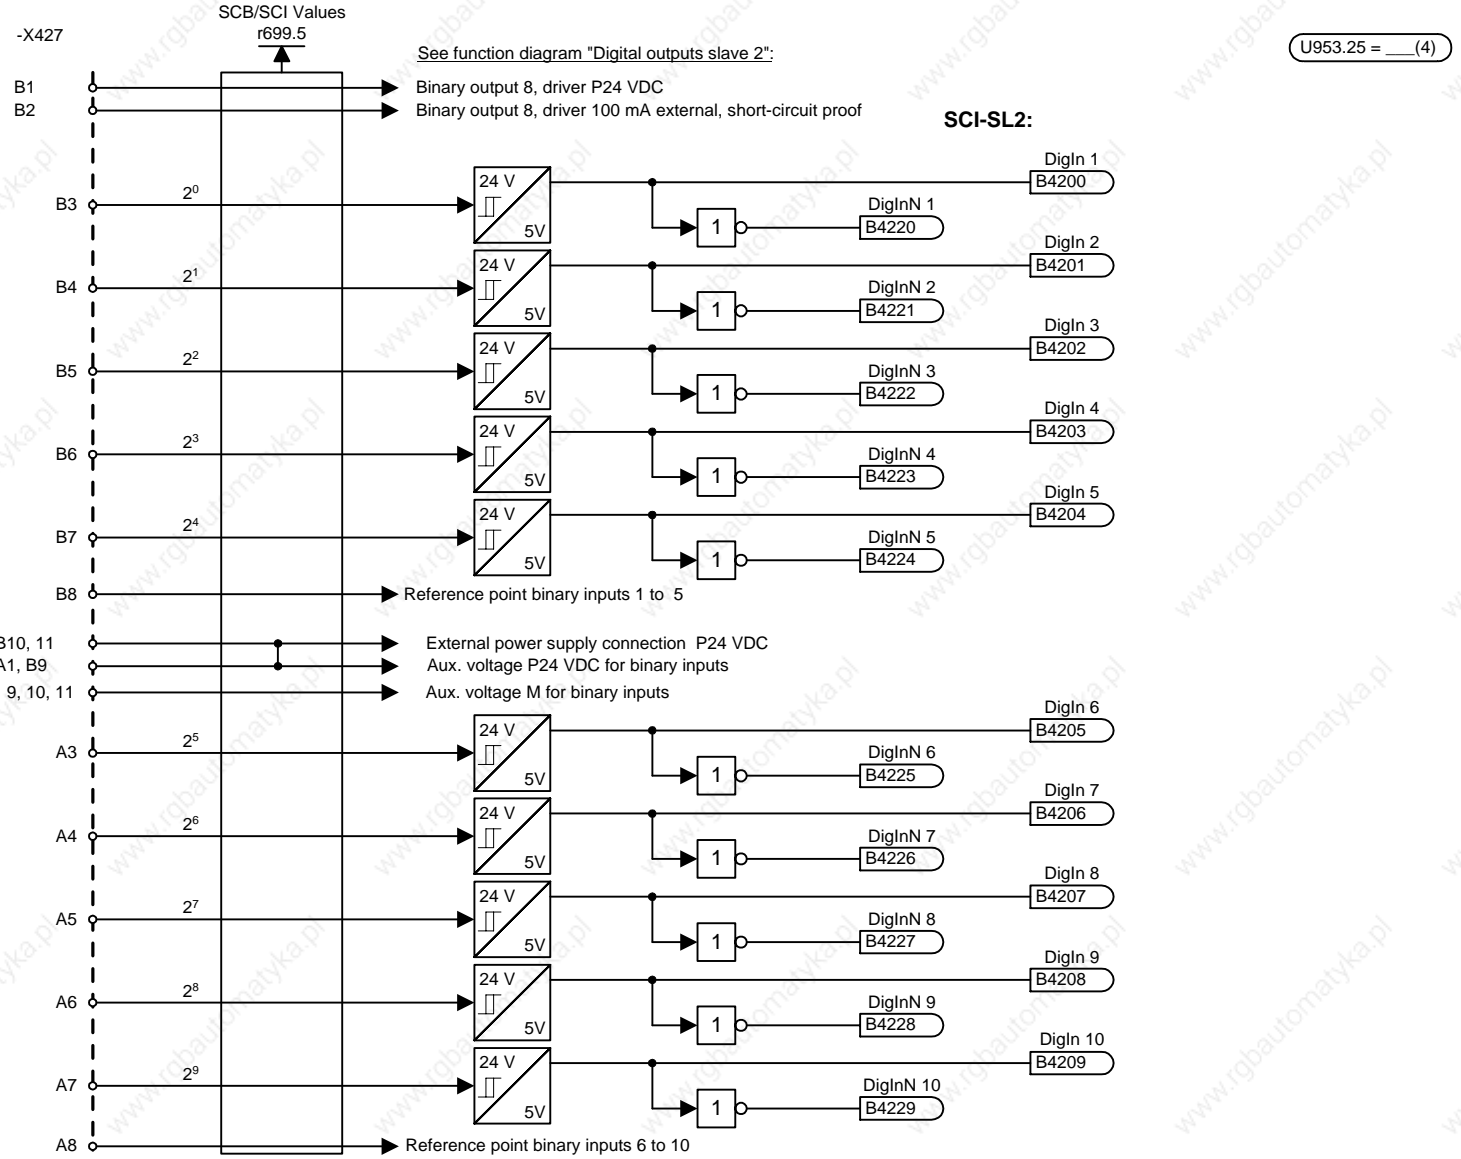 SCB/SCI Values
-X427
r699.5
U953.25 = ___(4)
See function diagram "Digital outputs slave 2":
B1 Binary output 8, driver P24 VDC
B2 Binary output 8, driver 100 mA external, short-circuit proof
SCI-SL2:
DigIn 1
24 V B4200
B3 2⁰ DigInN 1
5V 1 B4220
DigIn 2
24 V B4201
B4 2¹ DigInN 2
5V 1 B4221
DigIn 3
24 V B4202
B5 2² DigInN 3
5V 1 B4222
DigIn 4
24 V B4203
B6 2³ DigInN 4
5V 1 B4223
DigIn 5
24 V B4204
B7 2⁴ DigInN 5
5V 1 B4224
B8 Reference point binary inputs 1 to 5
B10, 11 External power supply connection P24 VDC
A1, B9 Aux. voltage P24 VDC for binary inputs
9, 10, 11 Aux. voltage M for binary inputs
DigIn 6
24 V B4205
A3 2⁵ DigInN 6
5V 1 B4225
DigIn 7
24 V B4206
A4 2⁶ DigInN 7
5V 1 B4226
DigIn 8
24 V B4207
A5 2⁷ DigInN 8
5V 1 B4227
DigIn 9
24 V B4208
A6 2⁸ DigInN 9
5V 1 B4228
DigIn 10
24 V B4209
A7 2⁹ DigInN 10
5V 1 B4229
A8 Reference point binary inputs 6 to 10
www.rgbautomatyka.pl